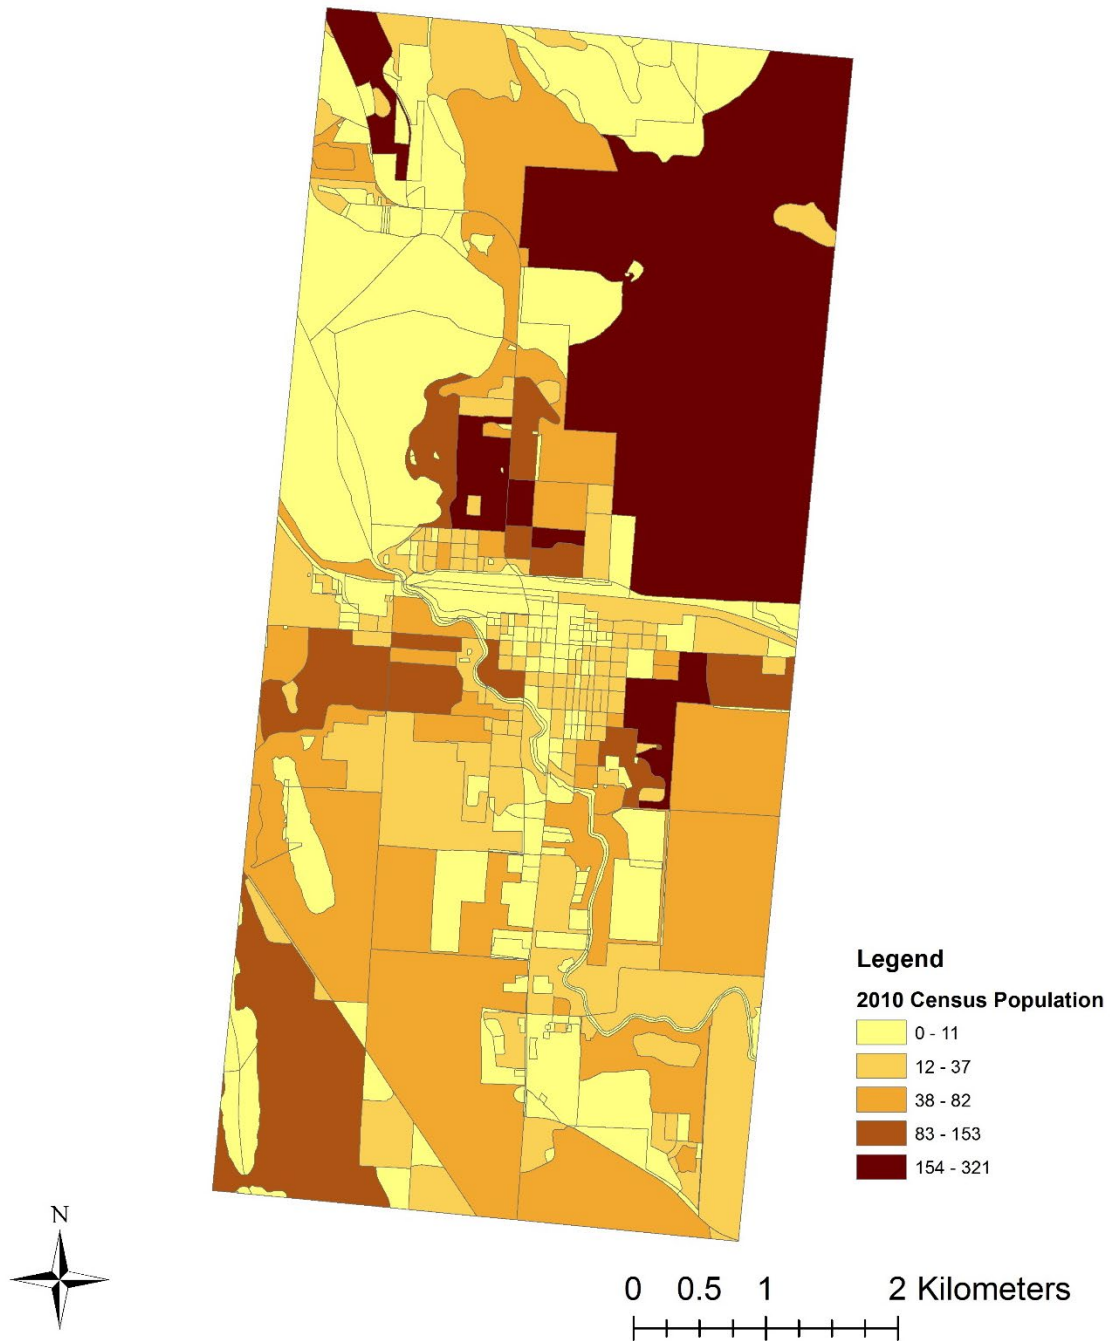 Legend
2010 Census Population
0 - 11
12 - 37
38 - 82
83 - 153
154 - 321
N
0 0.5 1 2 Kilometers